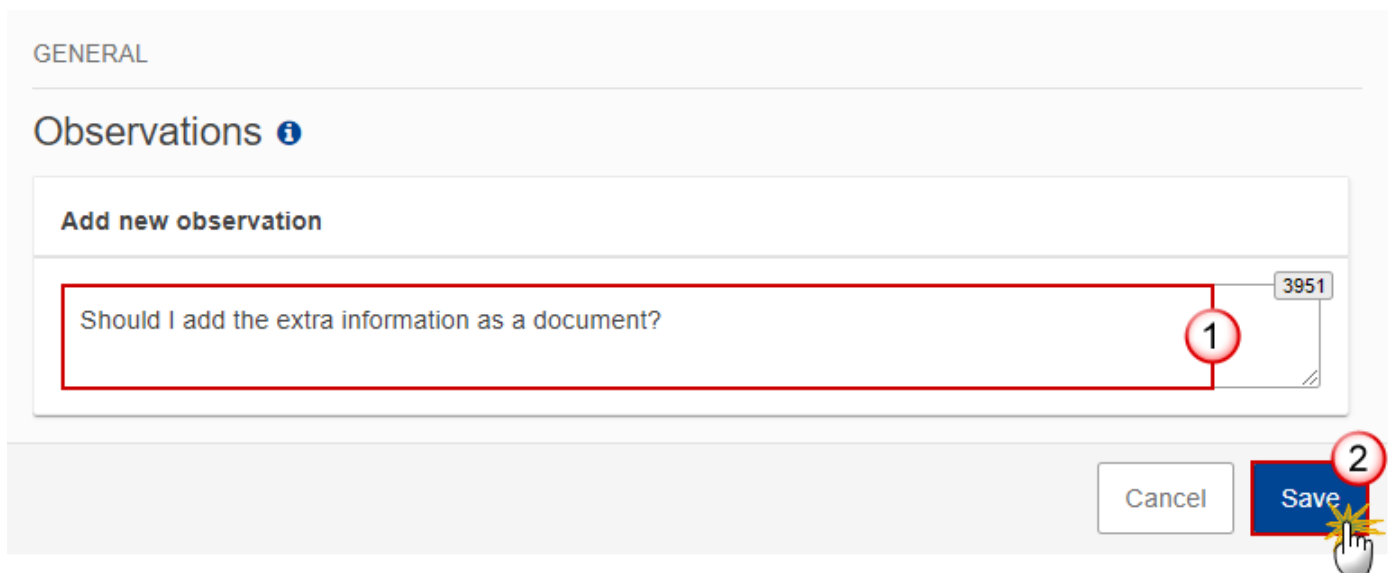 GENERAL
Observations
Add new observation
3951
Should I add the extra information as a document?
1
2
Cancel
Save